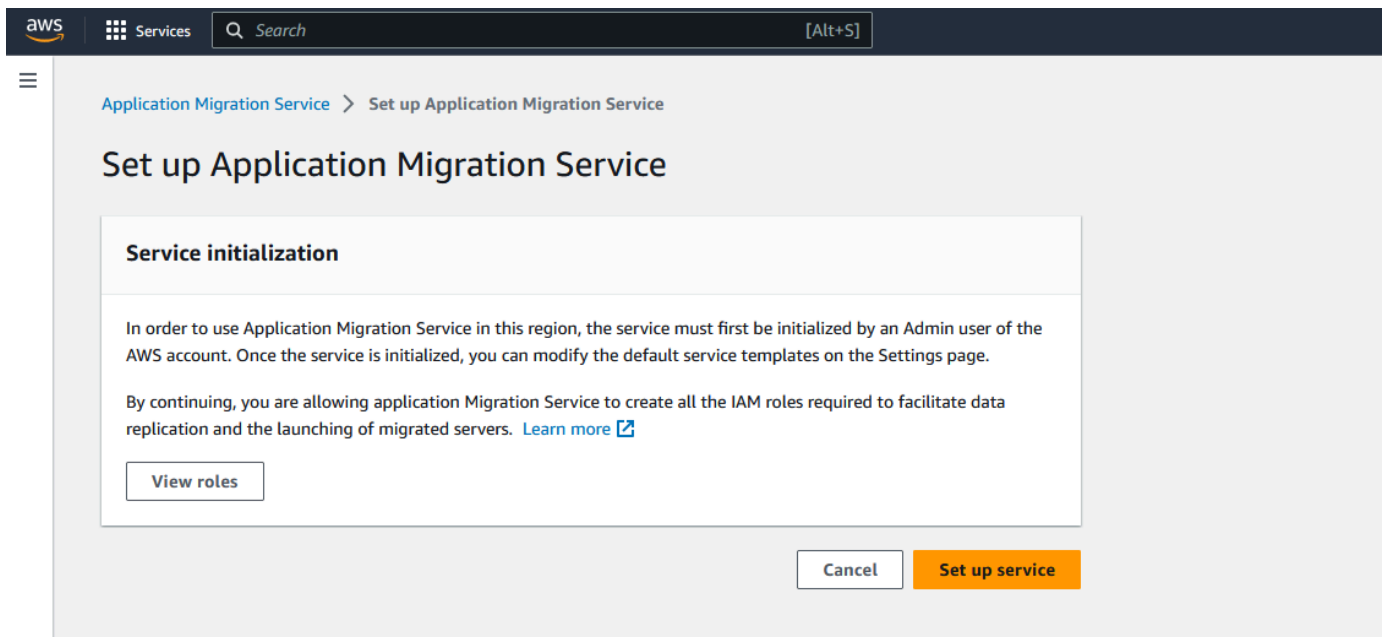 aws Services Search [Alt+S]
Application Migration Service > Set up Application Migration Service
Set up Application Migration Service
Service initialization
In order to use Application Migration Service in this region, the service must first be initialized by an Admin user of the
AWS account. Once the service is initialized, you can modify the default service templates on the Settings page.
By continuing, you are allowing application Migration Service to create all the IAM roles required to facilitate data
replication and the launching of migrated servers. Learn more
View roles
Cancel Set up service